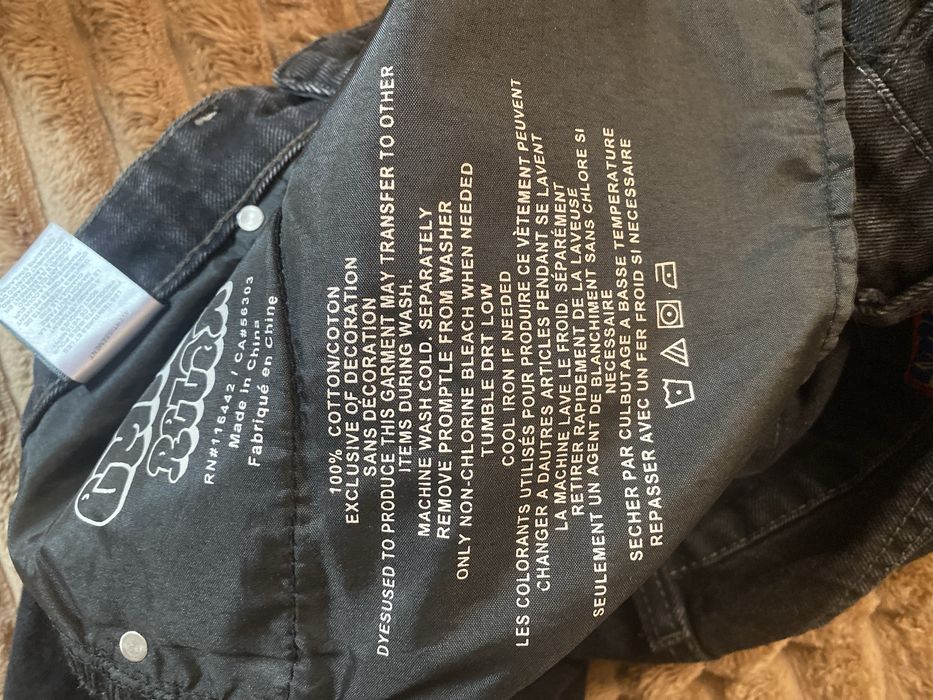 RN#116442 / CA#56303
Made in China
Fabriqué en Chine
100% COTTON/COTON
EXCLUSIVE OF DECORATION
SANS DÉCORATION
DYESUSED TO PRODUCE THIS GARMENT MAY TRANSFER TO OTHER
ITEMS DURING WASH.
MACHINE WASH COLD. SEPARATELY
REMOVE PROMPTLE FROM WASHER
ONLY NON-CHLORINE BLEACH WHEN NEEDED
TUMBLE DRT LOW
COOL IRON IF NEEDED
LES COLORANTS UTILISÉS POUR PRODUIRE CE VÊTEMENT PEUVENT
CHANGER A DAUTRES ARTICLES PENDANT SE LAVENT
LA MACHINE LAVE LE FROID. SÉPARÉMENT
RETIRER RAPIDEMENT DE LA LAVEUSE
SEULEMENT UN AGENT DE BLANCHIMENT SANS CHLORE SI
NECESSAIRE
SECHER PAR CULBUTAGE A BASSE TEMPERATURE
REPASSER AVEC UN FER FROID SI NECESSAIRE